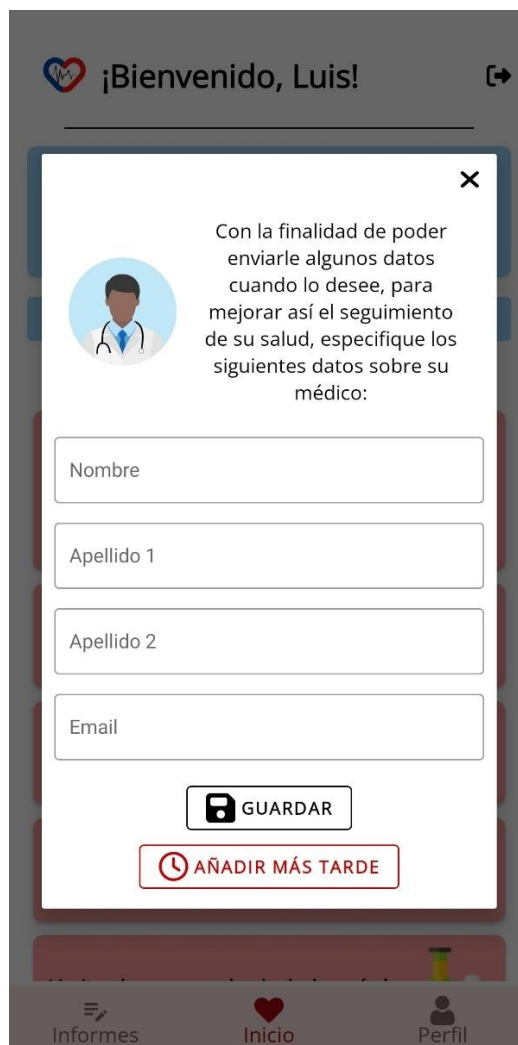 ¡Bienvenido, Luis!
Con la finalidad de poder
enviarle algunos datos
cuando lo desee, para
mejorar así el seguimiento
de su salud, especifique los
siguientes datos sobre su
médico:
Nombre
Apellido 1
Apellido 2
Email
GUARDAR
AÑADIR MÁS TARDE
Informes
Inicio
Perfil